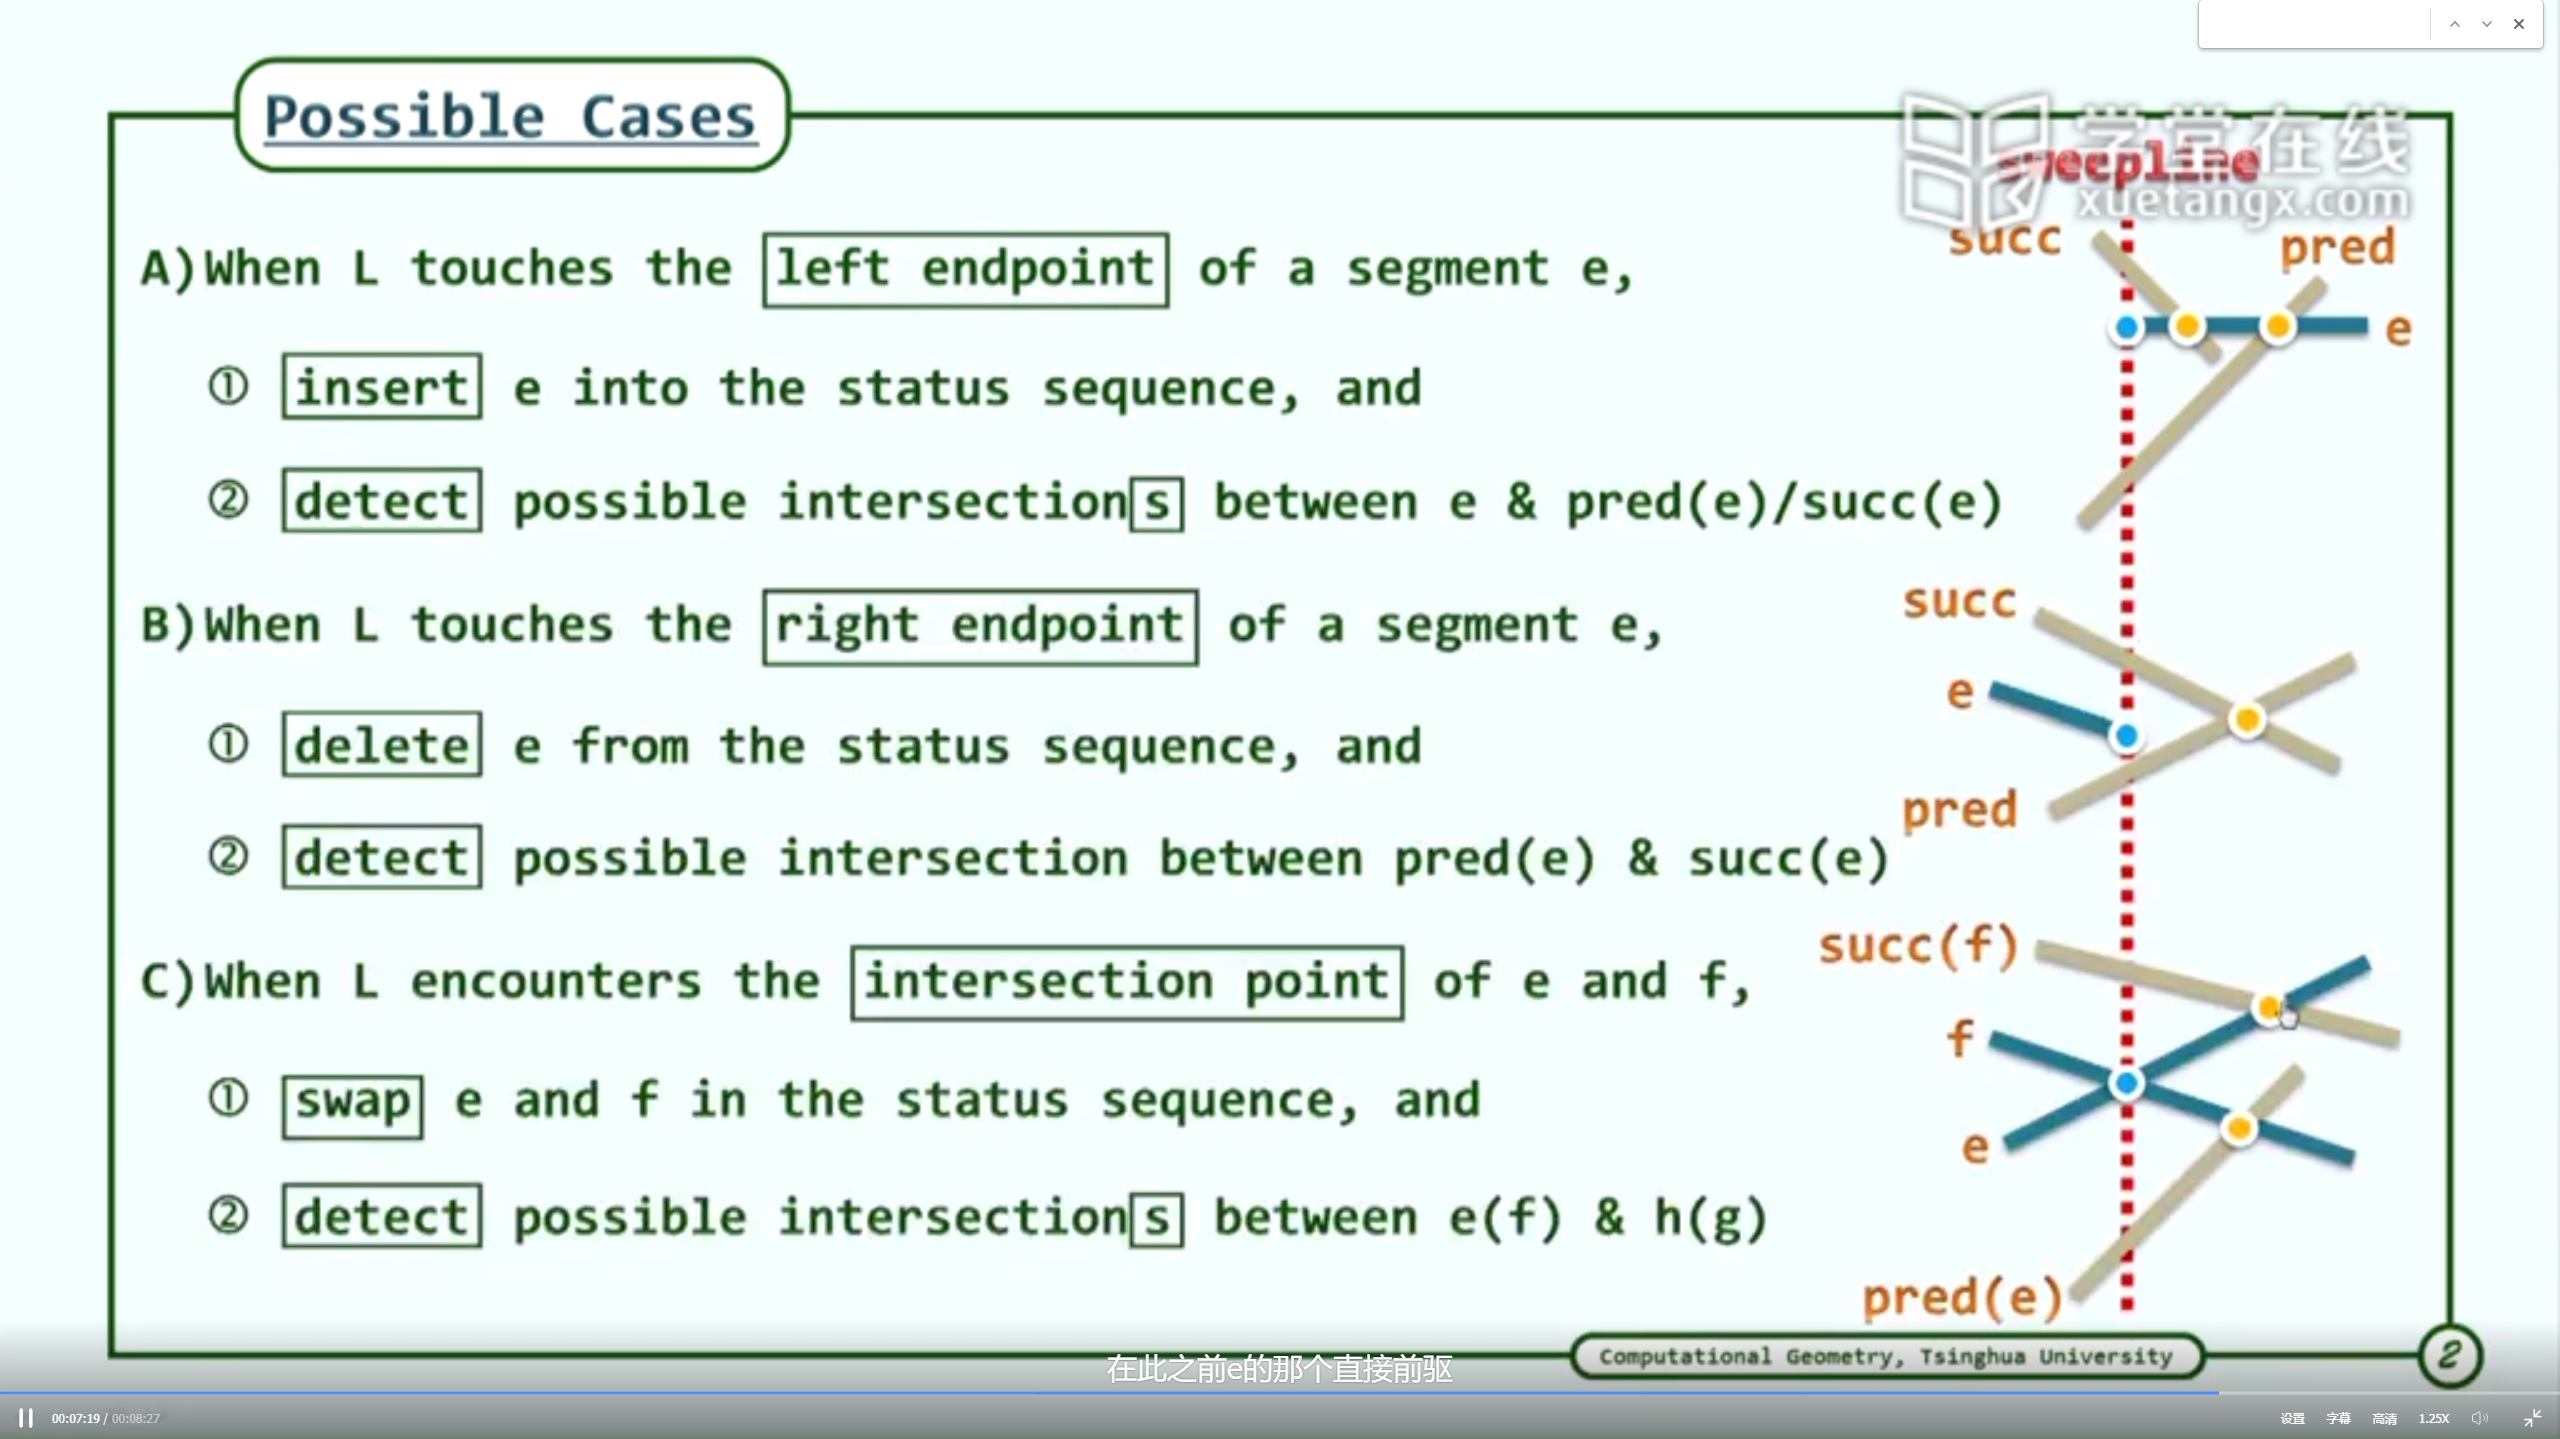 Possible Cases
学堂在线
sweepline
xuetangx.com
succ
pred
A)When L touches the left endpoint of a segment e,
e
① insert e into the status sequence, and
② detect possible intersections between e & pred(e)/succ(e)
succ
B)When L touches the right endpoint of a segment e,
e
① delete e from the status sequence, and
pred
② detect possible intersection between pred(e) & succ(e)
succ(f)
C)When L encounters the intersection point of e and f,
f
① swap e and f in the status sequence, and
e
② detect possible intersections between e(f) & h(g)
pred(e)
Computational Geometry, Tsinghua University
2
在此之前e的那个直接前驱
00:07:19 / 00:08:27
设置 字幕 高清 1.25X